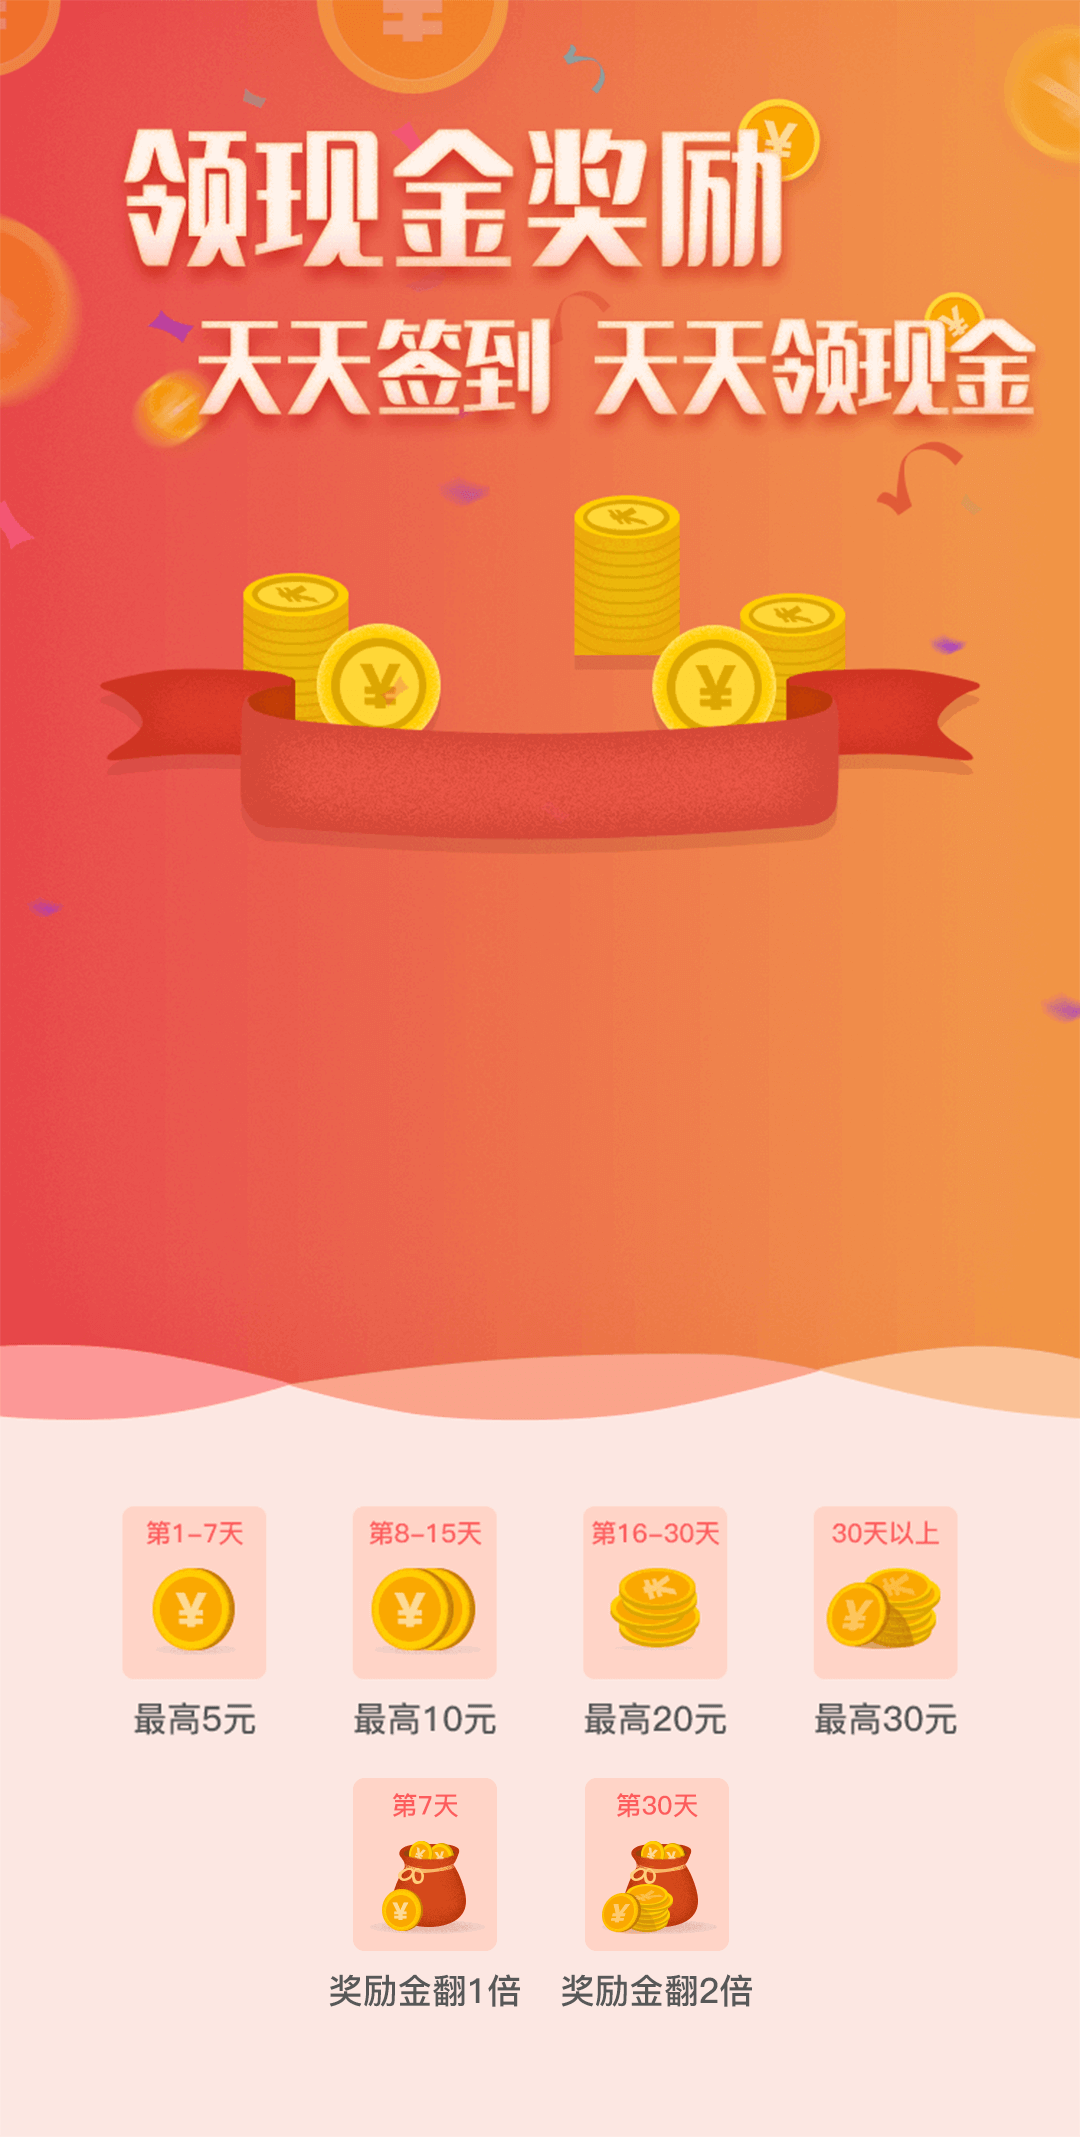 领现金奖励
天天签到 天天领现金
第1-7天
第8-15天
第16-30天
30天以上
最高5元
最高10元
最高20元
最高30元
第7天
第30天
奖励金翻1倍
奖励金翻2倍